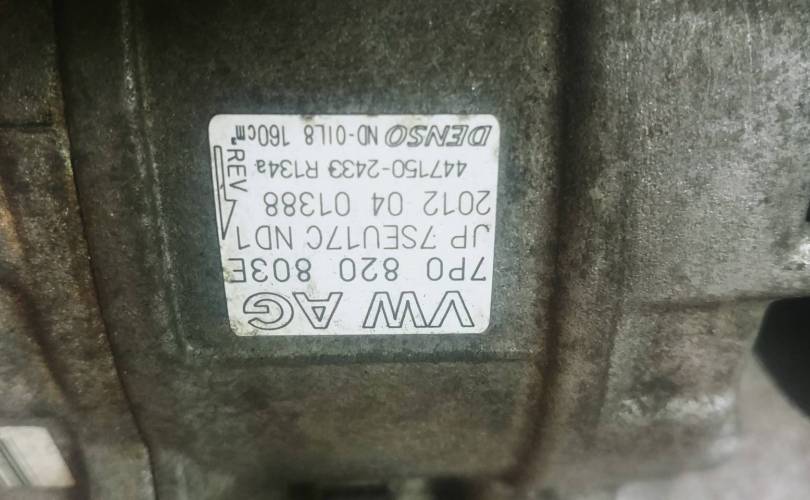 VW AG
7P0 820 803E
JP 7SEU17C ND1
2012 04 01388
447150-2433 R134a
DENSO ND-OIL8 160cm³
REV